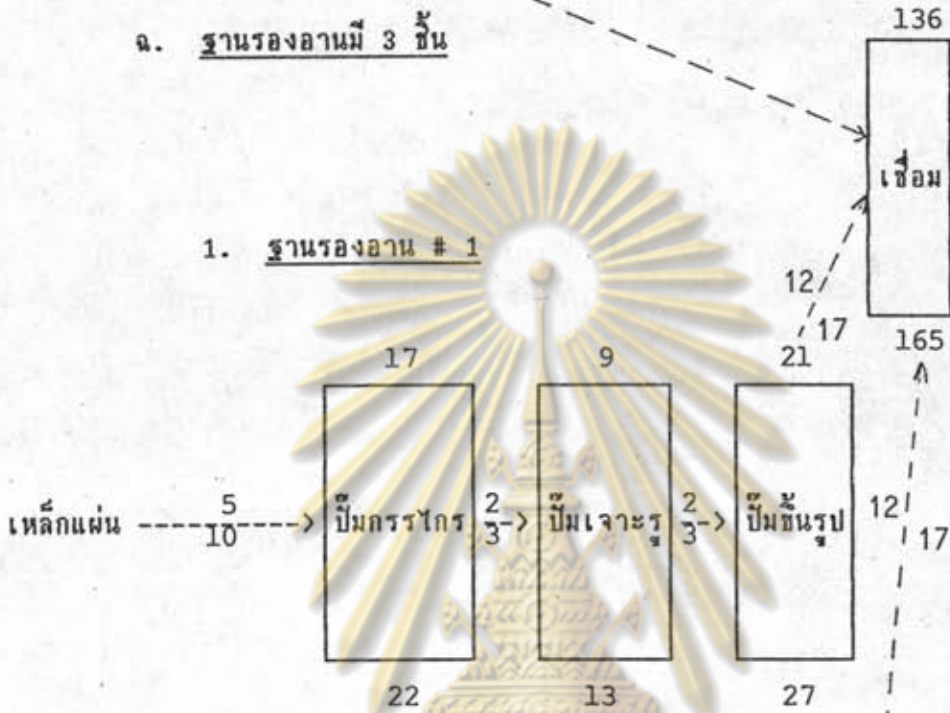 136
ฉ. ฐานรองอานมี 3 ชิ้น
เชื่อม
1. ฐานรองอาน # 1
12 17
17 9 21 165
เหล็กแผ่น 5 10 ปั๊มกรรไกร 2 3 ปั๊มเจาะรู 2 3 ปั๊มขึ้นรูป 12 17
22 13 27